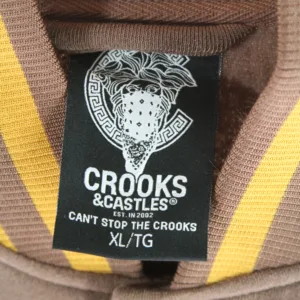 CROOKS
&CASTLES®
EST. IN 2002
CAN'T STOP THE CROOKS
XL/TG